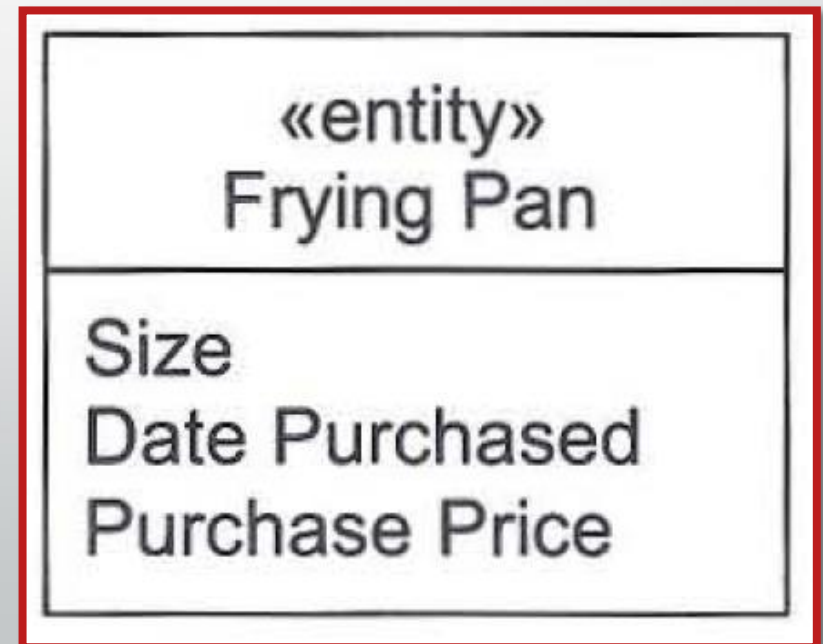 «entity»
Frying Pan
Size
Date Purchased
Purchase Price